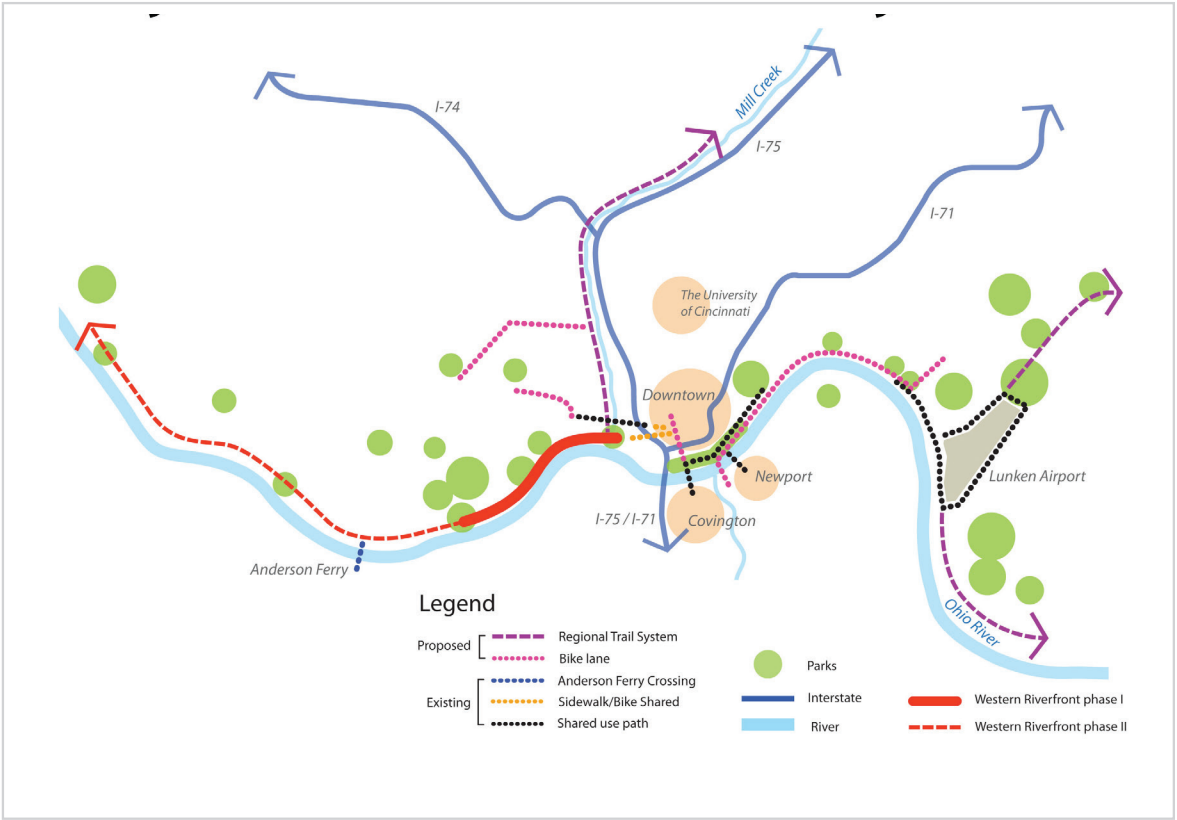 Mill Creek
I-74
I-75
I-71
The University
of Cincinnati
Downtown
Newport
Lunken Airport
I-75 / I-71
Covington
Anderson Ferry
Ohio River
Legend
Proposed
Regional Trail System
Bike lane
Existing
Anderson Ferry Crossing
Sidewalk/Bike Shared
Shared use path
Parks
Interstate
River
Western Riverfront phase I
Western Riverfront phase II